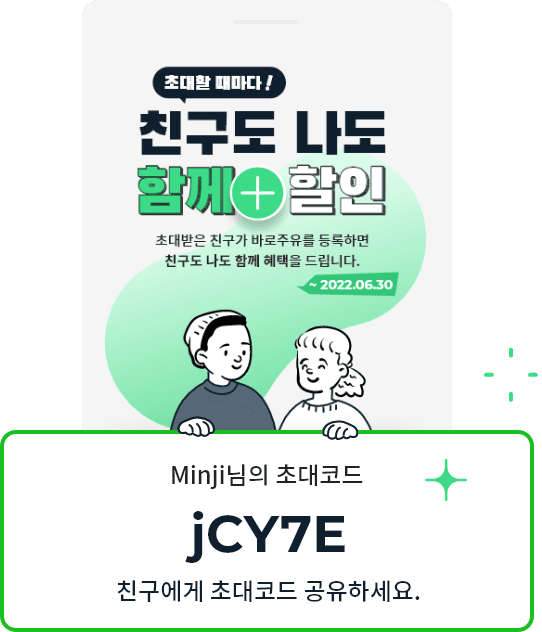 초대할 때마다!
친구도 나도
함께+할인
초대받은 친구가 바로주유를 등록하면
친구도 나도 함께 혜택을 드립니다.
~ 2022.06.30
Minji님의 초대코드
jCY7E
친구에게 초대코드 공유하세요.